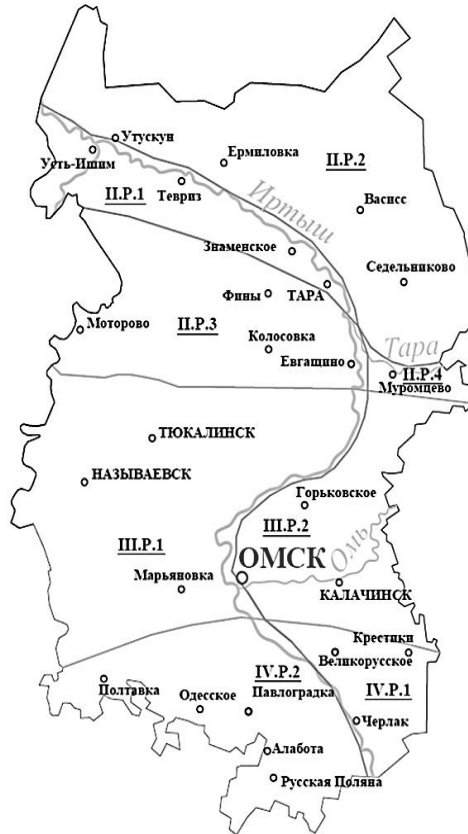 Утускун
Усть-Ишим
Ермиловка
II.P.2
II.P.1
Тевриз
Иртыш
Васисс
Знаменское
Седельниково
Фины
ТАРА
Моторово
II.P.3
Тара
Колосовка
Евгащино
II.P.4
Муромцево
ТЮКАЛИНСК
НАЗЫВАЕВСК
Горьковское
III.P.2
III.P.1
Омь
ОМСК
Марьяновка
КАЛАЧИНСК
Крестики
Великорусское
IV.P.2
Полтавка
Одесское
Павлоградка
IV.P.1
Черлак
Алабота
Русская Поляна